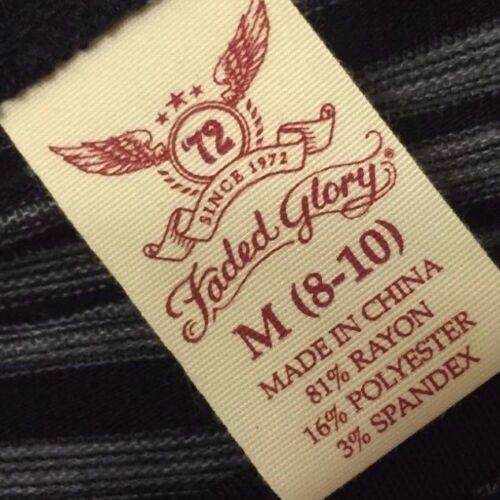 72
SINCE 1972
Faded Glory®
M (8-10)
MADE IN CHINA
81% RAYON
16% POLYESTER
3% SPANDEX